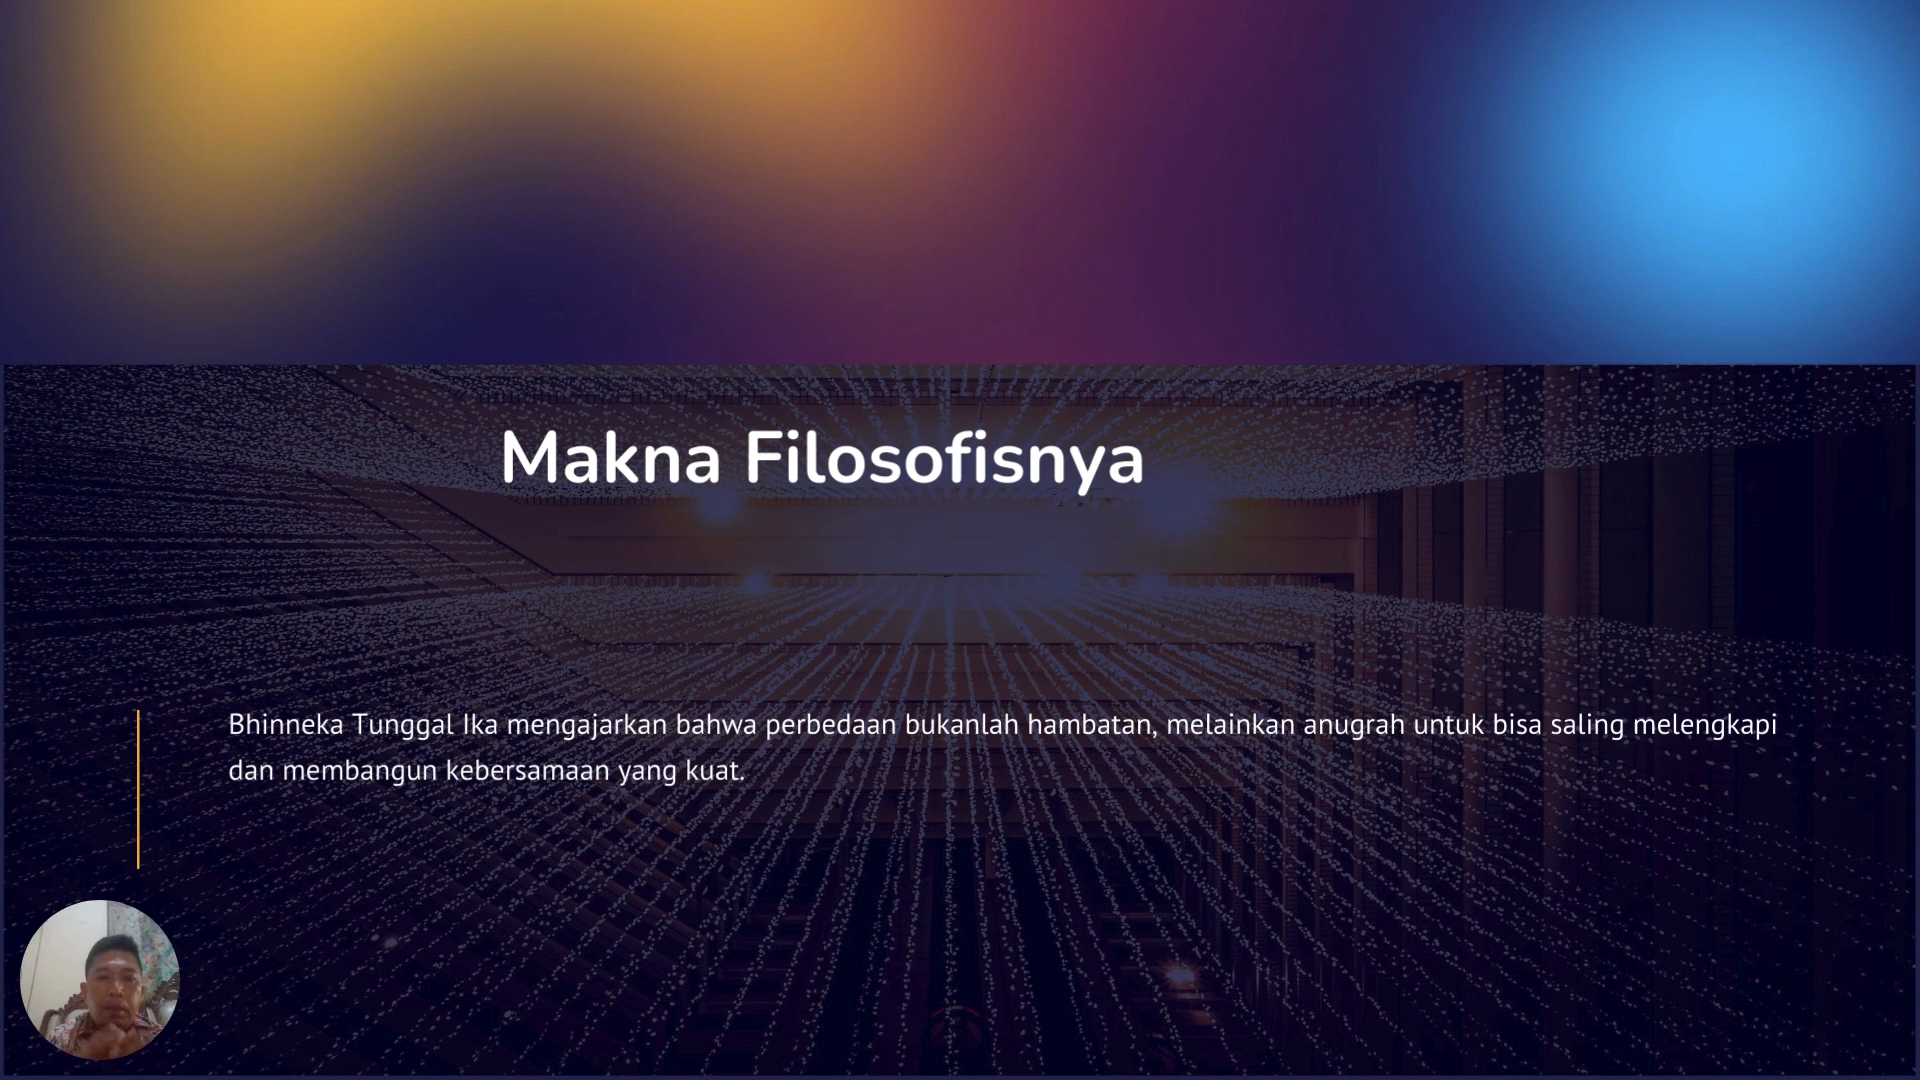 Makna Filosofisnya
Bhinneka Tunggal Ika mengajarkan bahwa perbedaan bukanlah hambatan, melainkan anugrah untuk bisa saling melengkapi
dan membangun kebersamaan yang kuat.